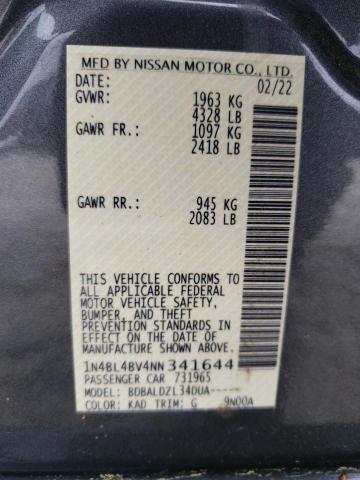 MFD BY NISSAN MOTOR CO., LTD.
DATE: 02/22
GVWR: 1963 KG
4328 LB
GAWR FR.: 1097 KG
2418 LB
GAWR RR.: 945 KG
2083 LB
THIS VEHICLE CONFORMS TO
ALL APPLICABLE FEDERAL
MOTOR VEHICLE SAFETY,
BUMPER, AND THEFT
PREVENTION STANDARDS IN
EFFECT ON THE DATE OF
MANUFACTURE SHOWN ABOVE.
1N4BL4BV4NN341644
PASSENGER CAR 731965
MODEL: BDBALDZL34DUA-----
COLOR: KAD TRIM: G 9N00A